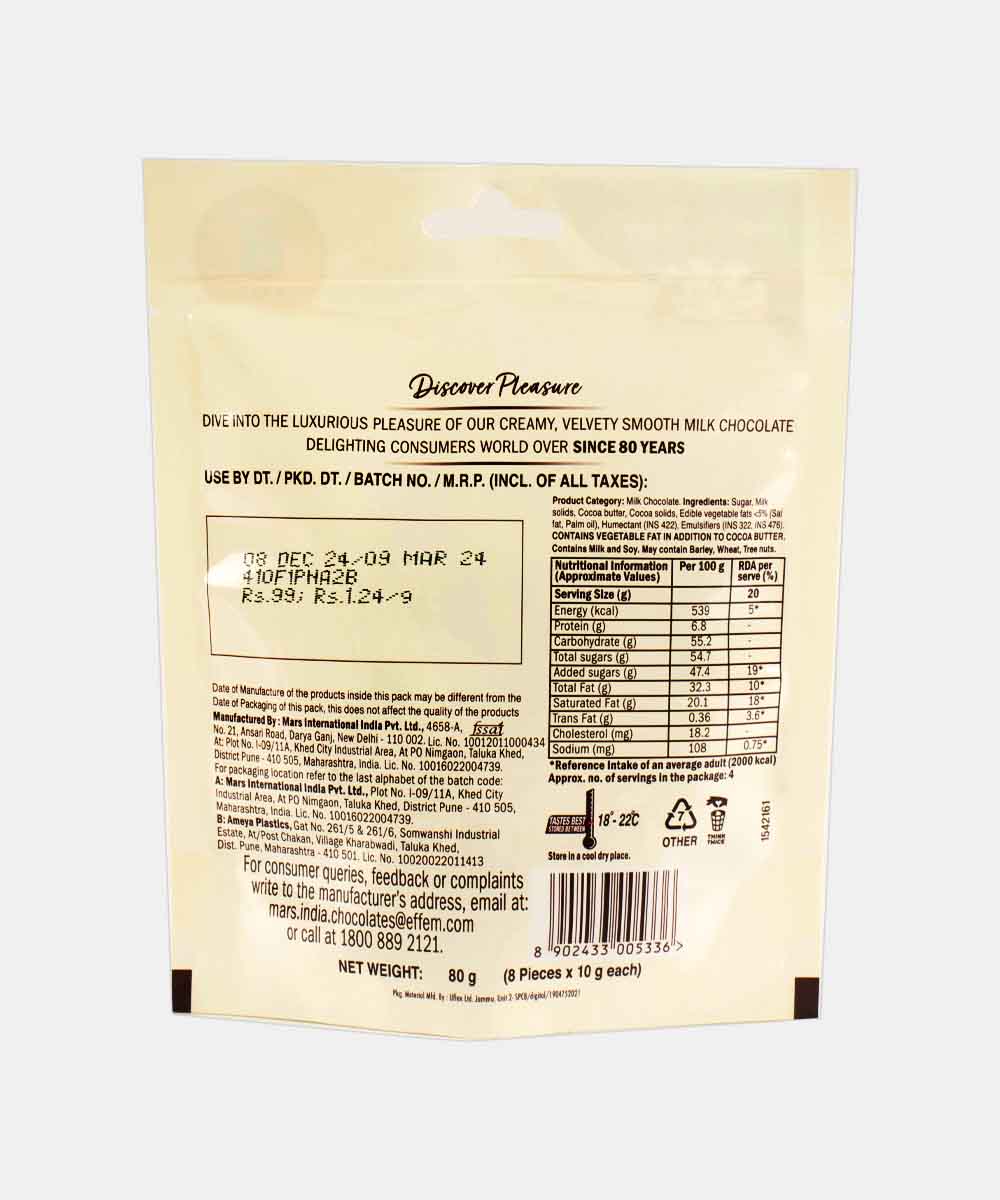 Discover Pleasure
DIVE INTO THE LUXURIOUS PLEASURE OF OUR CREAMY, VELVETY SMOOTH MILK CHOCOLATE
DELIGHTING CONSUMERS WORLD OVER SINCE 80 YEARS
USE BY DT. / PKD. DT. / BATCH NO. / M.R.P. (INCL. OF ALL TAXES):
08 DEC 24/09 MAR 24
410F1PHA2B
Rs.99; Rs.1.24/g
Date of Manufacture of the products inside this pack may be different from the
Date of Packaging of this pack, this does not affect the quality of the products
Manufactured By : Mars International India Pvt. Ltd., 4658-A, fssai
No. 21, Ansari Road, Darya Ganj, New Delhi - 110 002. Lic. No. 10012011000434
At: Plot No. I-09/11A, Khed City Industrial Area, At PO Nimgaon, Taluka Khed,
District Pune - 410 505, Maharashtra, India. Lic. No. 10016022004739.
For packaging location refer to the last alphabet of the batch code:
A: Mars International India Pvt. Ltd., Plot No. I-09/11A, Khed City
Industrial Area, At PO Nimgaon, Taluka Khed, District Pune - 410 505,
Maharashtra, India. Lic. No. 10016022004739.
B: Ameya Plastics, Gat No. 261/5 & 261/6, Somwanshi Industrial
Estate, At/Post Chakan, Village Kharabwadi, Taluka Khed,
Dist. Pune, Maharashtra - 410 501. Lic. No. 10020022011413
For consumer queries, feedback or complaints
write to the manufacturer's address, email at:
mars.india.chocolates@effem.com
or call at 1800 889 2121.
Product Category: Milk Chocolate. Ingredients: Sugar, Milk
solids, Cocoa butter, Cocoa solids, Edible vegetable fats <5% (Sal
fat, Palm oil), Humectant (INS 422), Emulsifiers (INS 322, INS 476).
CONTAINS VEGETABLE FAT IN ADDITION TO COCOA BUTTER.
Contains Milk and Soy. May contain Barley, Wheat, Tree nuts.
Nutritional Information Per 100 g RDA per
(Approximate Values) serve (%)
Serving Size (g) 20
Energy (kcal) 539 5*
Protein (g) 6.8 -
Carbohydrate (g) 55.2 -
Total sugars (g) 54.7 -
Added sugars (g) 47.4 19*
Total Fat (g) 32.3 10*
Saturated Fat (g) 20.1 18*
Trans Fat (g) 0.36 3.6*
Cholesterol (mg) 18.2 -
Sodium (mg) 108 0.75*
*Reference Intake of an average adult (2000 kcal)
Approx. no. of servings in the package: 4
TASTES BEST
STORED BETWEEN
18°- 22°C
Store in a cool dry place.
7
OTHER
THINK
TWICE
1542161
8 902433 005336 >
NET WEIGHT: 80 g (8 Pieces x 10 g each)
Pkg. Material Mfd. By : Uflex Ltd. Jammu, Unit 2- SPCB/digital/1904752021